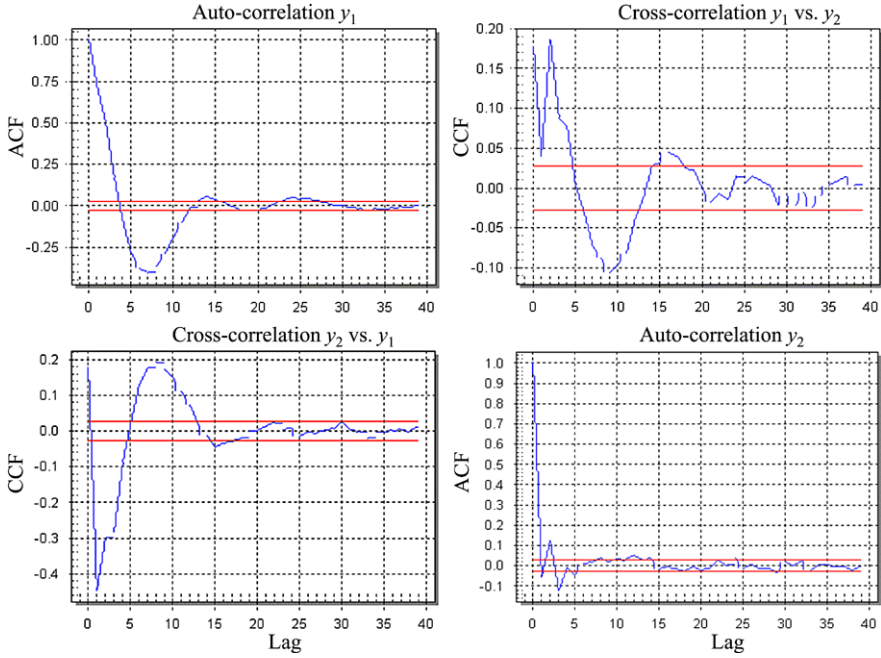 Auto-correlation y₁
1.00
0.75
0.50
0.25
0.00
-0.25
ACF
0 5 10 15 20 25 30 35 40
Cross-correlation y₁ vs. y₂
0.20
0.15
0.10
0.05
0.00
-0.05
-0.10
CCF
0 5 10 15 20 25 30 35 40
Cross-correlation y₂ vs. y₁
0.2
0.1
0.0
-0.1
-0.2
-0.3
-0.4
CCF
0 5 10 15 20 25 30 35 40
Lag
Auto-correlation y₂
1.0
0.9
0.8
0.7
0.6
0.5
0.4
0.3
0.2
0.1
0.0
-0.1
ACF
0 5 10 15 20 25 30 35 40
Lag